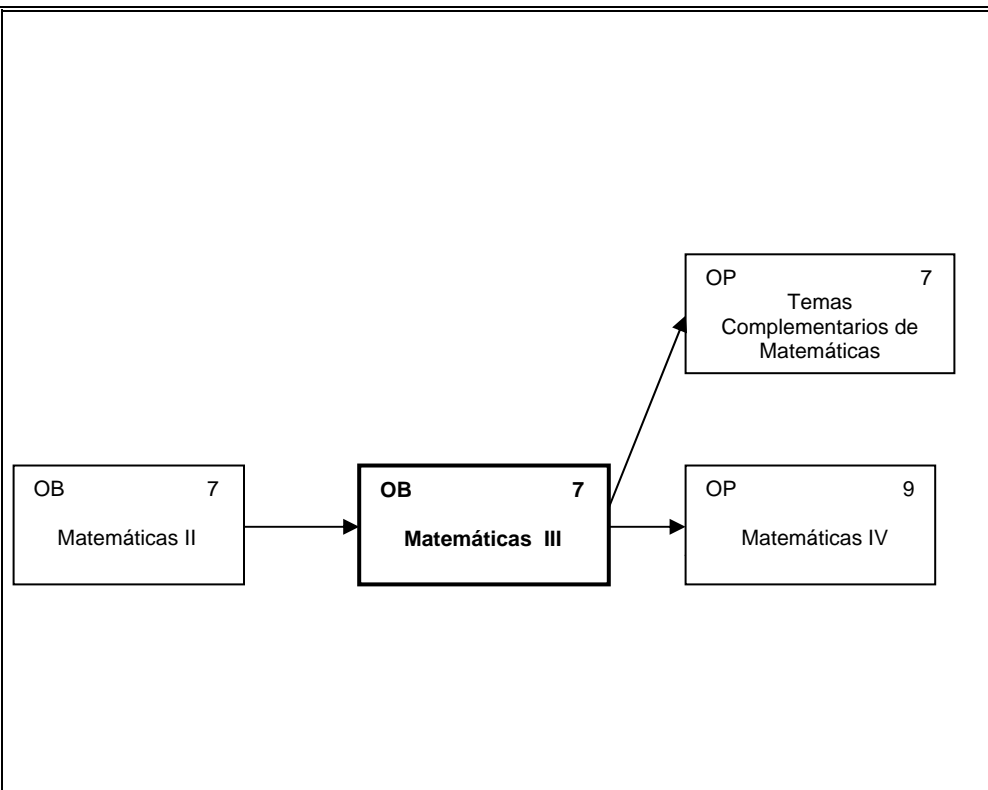 OP 7
Temas
Complementarios de
Matemáticas
OB 7
Matemáticas II
OB 7
Matemáticas III
OP 9
Matemáticas IV